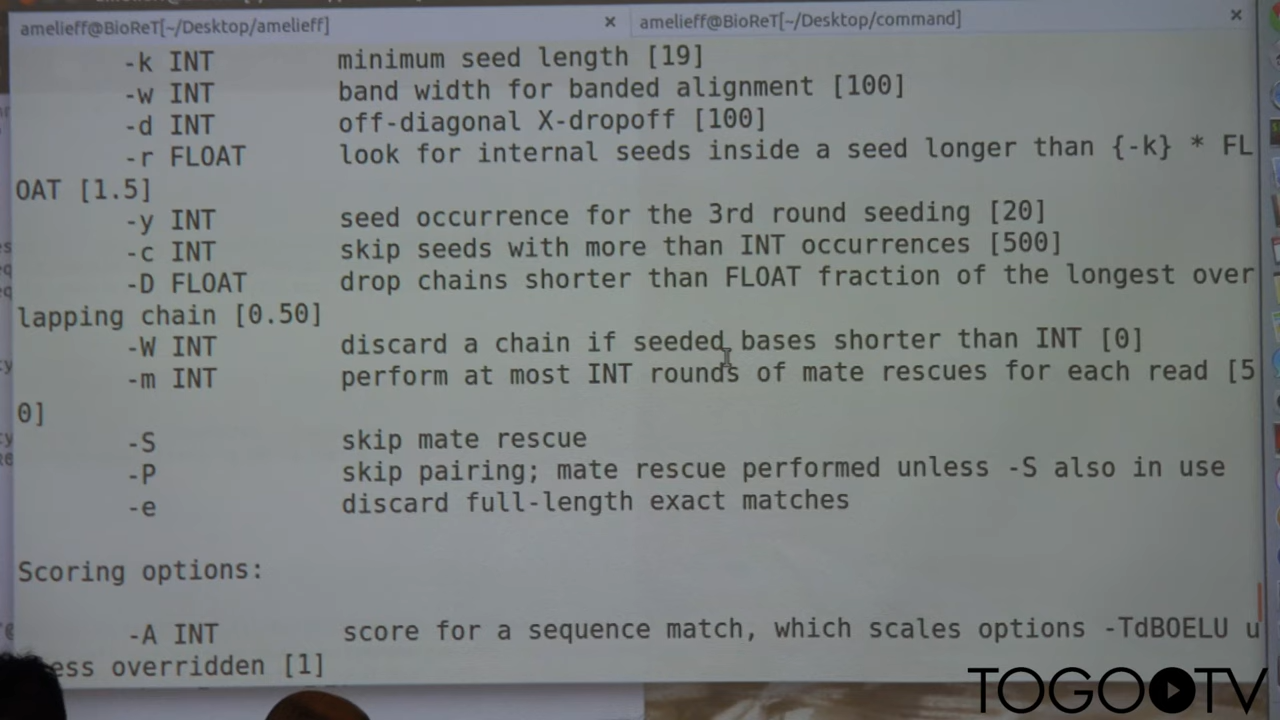 amelieff@BioReT[~/Desktop/amelieff]
amelieff@BioReT[~/Desktop/command]
-k INT minimum seed length [19]
-w INT band width for banded alignment [100]
-d INT off-diagonal X-dropoff [100]
-r FLOAT look for internal seeds inside a seed longer than {-k} * FL
OAT [1.5]
-y INT seed occurrence for the 3rd round seeding [20]
-c INT skip seeds with more than INT occurrences [500]
-D FLOAT drop chains shorter than FLOAT fraction of the longest over
lapping chain [0.50]
-W INT discard a chain if seeded bases shorter than INT [0]
-m INT perform at most INT rounds of mate rescues for each read [5
0]
-S skip mate rescue
-P skip pairing; mate rescue performed unless -S also in use
-e discard full-length exact matches
Scoring options:
-A INT score for a sequence match, which scales options -TdBOELU u
ess overridden [1]
TOGO TV